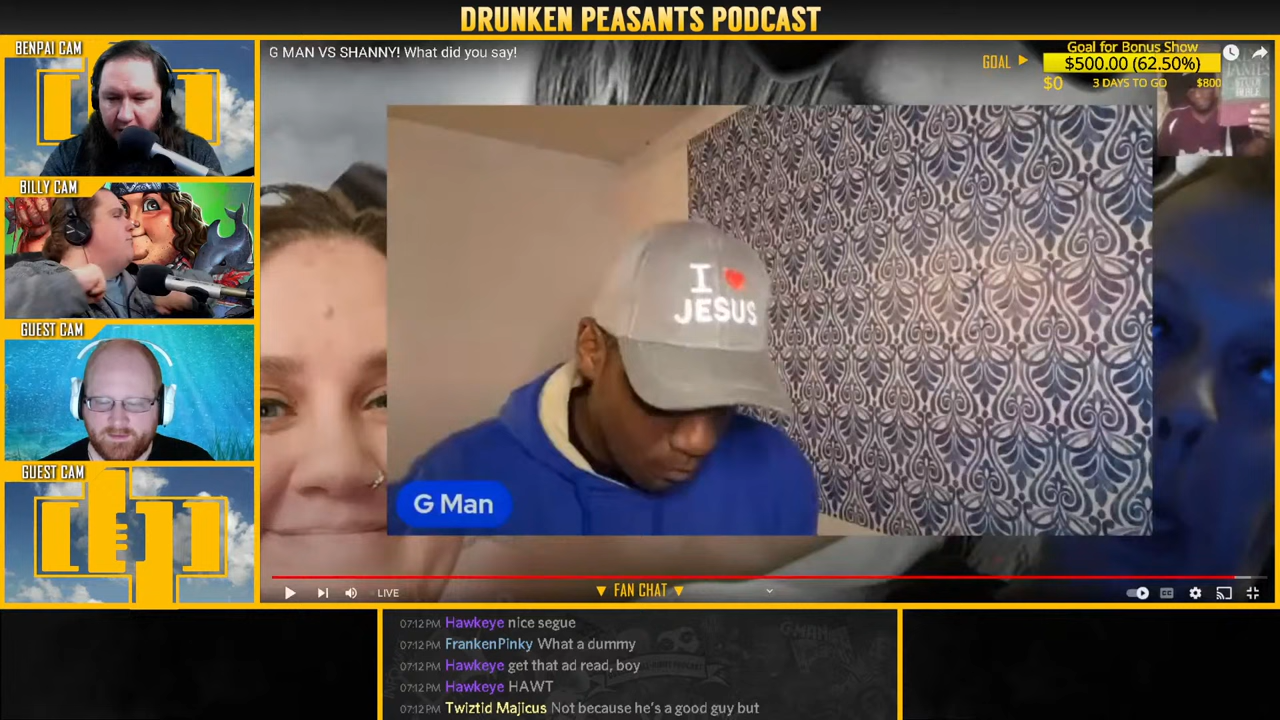 DRUNKEN PEASANTS PODCAST
BENPAI CAM
BILLY CAM
GUEST CAM
GUEST CAM
G MAN VS SHANNY! What did you say!
GOAL
Goal for Bonus Show
$500.00 (62.50%)
$0 3 DAYS TO GO $800
I ❤ JESUS
G Man
LIVE
FAN CHAT
07:12 PM Hawkeye nice segue
07:12 PM FrankenPinky What a dummy
07:12 PM Hawkeye get that ad read, boy
07:12 PM Hawkeye HAWT
07:12 PM Twiztid Majicus Not because he's a good guy but